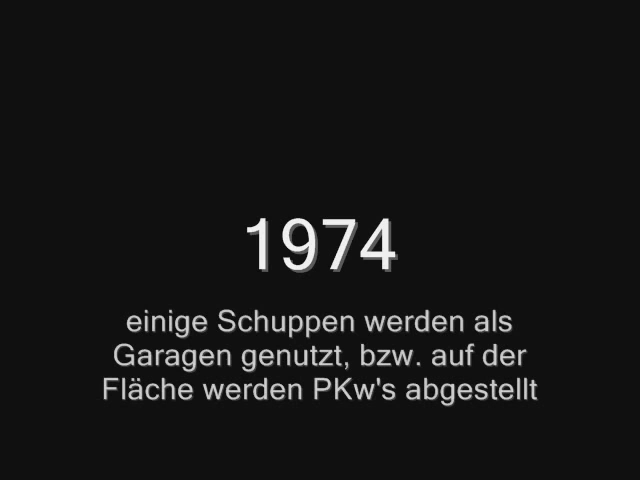 1974
einige Schuppen werden als
Garagen genutzt, bzw. auf der
Fläche werden PKw's abgestellt